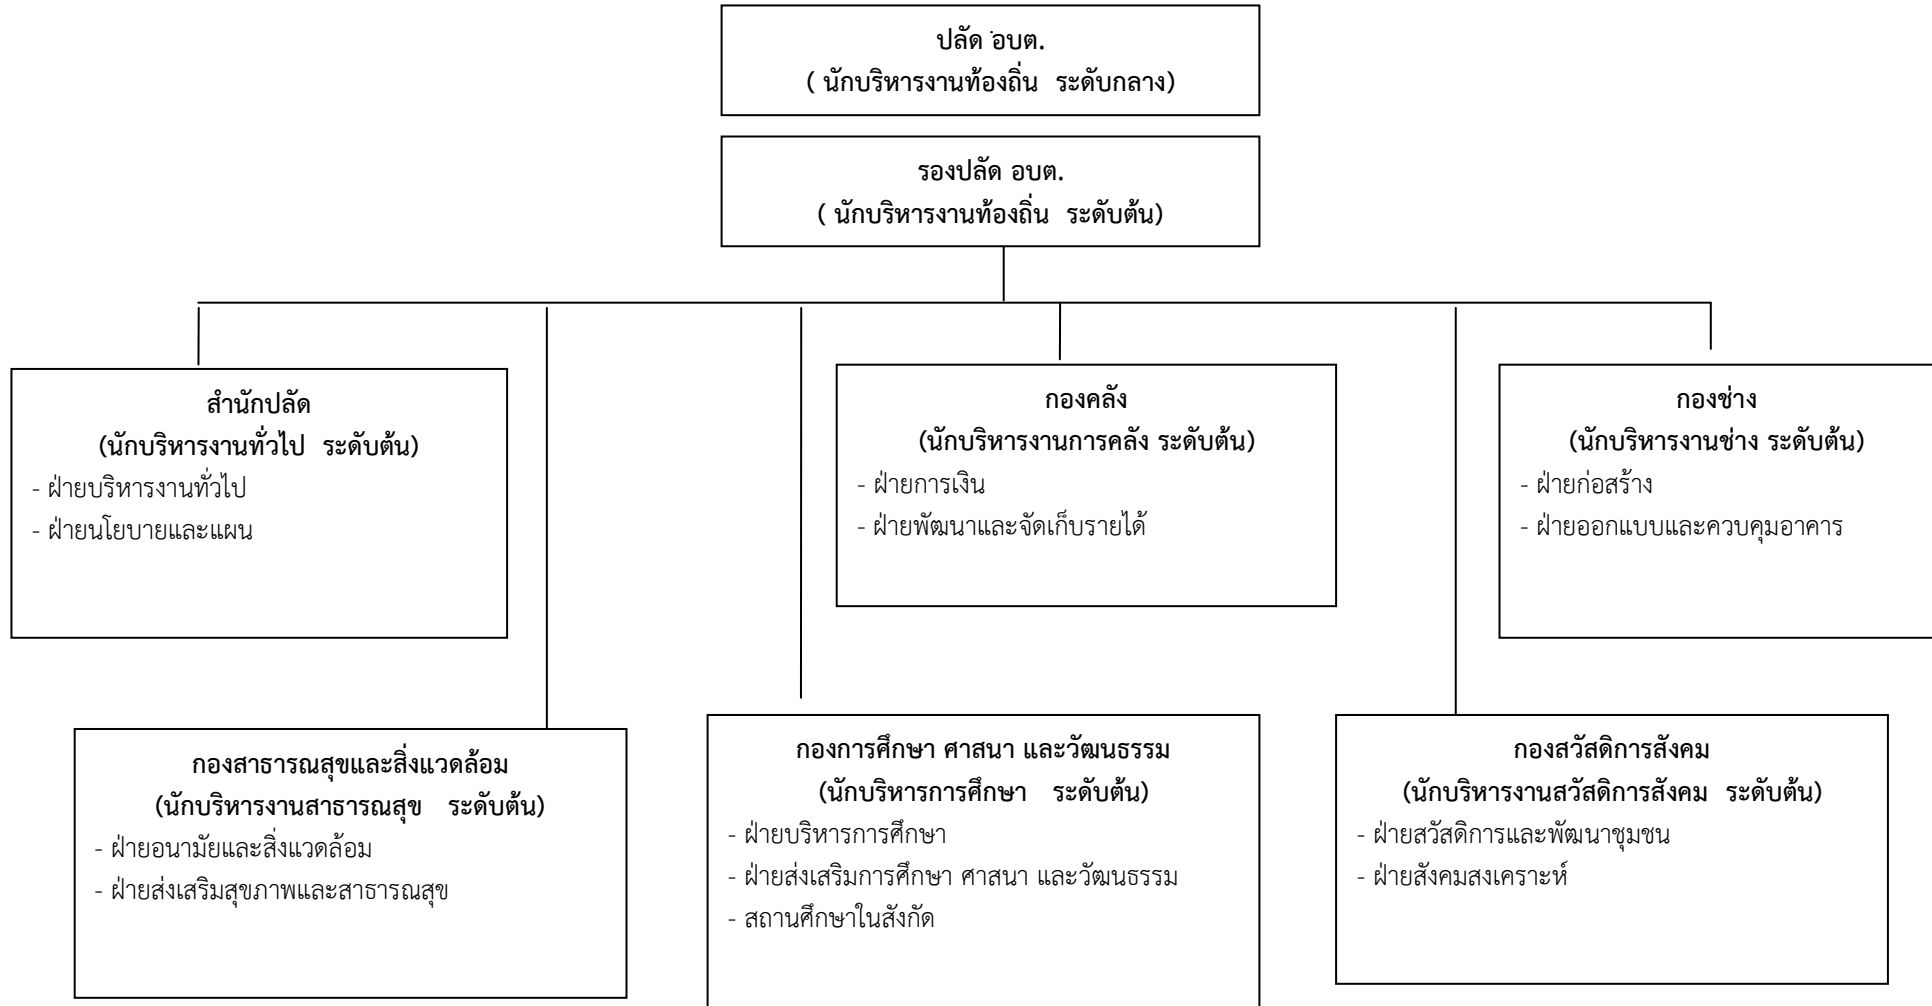 ปลัด อบต.
( นักบริหารงานท้องถิ่น ระดับกลาง)
รองปลัด อบต.
( นักบริหารงานท้องถิ่น ระดับต้น)
สำนักปลัด
(นักบริหารงานทั่วไป ระดับต้น)
- ฝ่ายบริหารงานทั่วไป
- ฝ่ายนโยบายและแผน
กองคลัง
(นักบริหารงานการคลัง ระดับต้น)
- ฝ่ายการเงิน
- ฝ่ายพัฒนาและจัดเก็บรายได้
กองช่าง
(นักบริหารงานช่าง ระดับต้น)
- ฝ่ายก่อสร้าง
- ฝ่ายออกแบบและควบคุมอาคาร
กองสาธารณสุขและสิ่งแวดล้อม
(นักบริหารงานสาธารณสุข ระดับต้น)
- ฝ่ายอนามัยและสิ่งแวดล้อม
- ฝ่ายส่งเสริมสุขภาพและสาธารณสุข
กองการศึกษา ศาสนา และวัฒนธรรม
(นักบริหารการศึกษา ระดับต้น)
- ฝ่ายบริหารการศึกษา
- ฝ่ายส่งเสริมการศึกษา ศาสนา และวัฒนธรรม
- สถานศึกษาในสังกัด
กองสวัสดิการสังคม
(นักบริหารงานสวัสดิการสังคม ระดับต้น)
- ฝ่ายสวัสดิการและพัฒนาชุมชน
- ฝ่ายสังคมสงเคราะห์